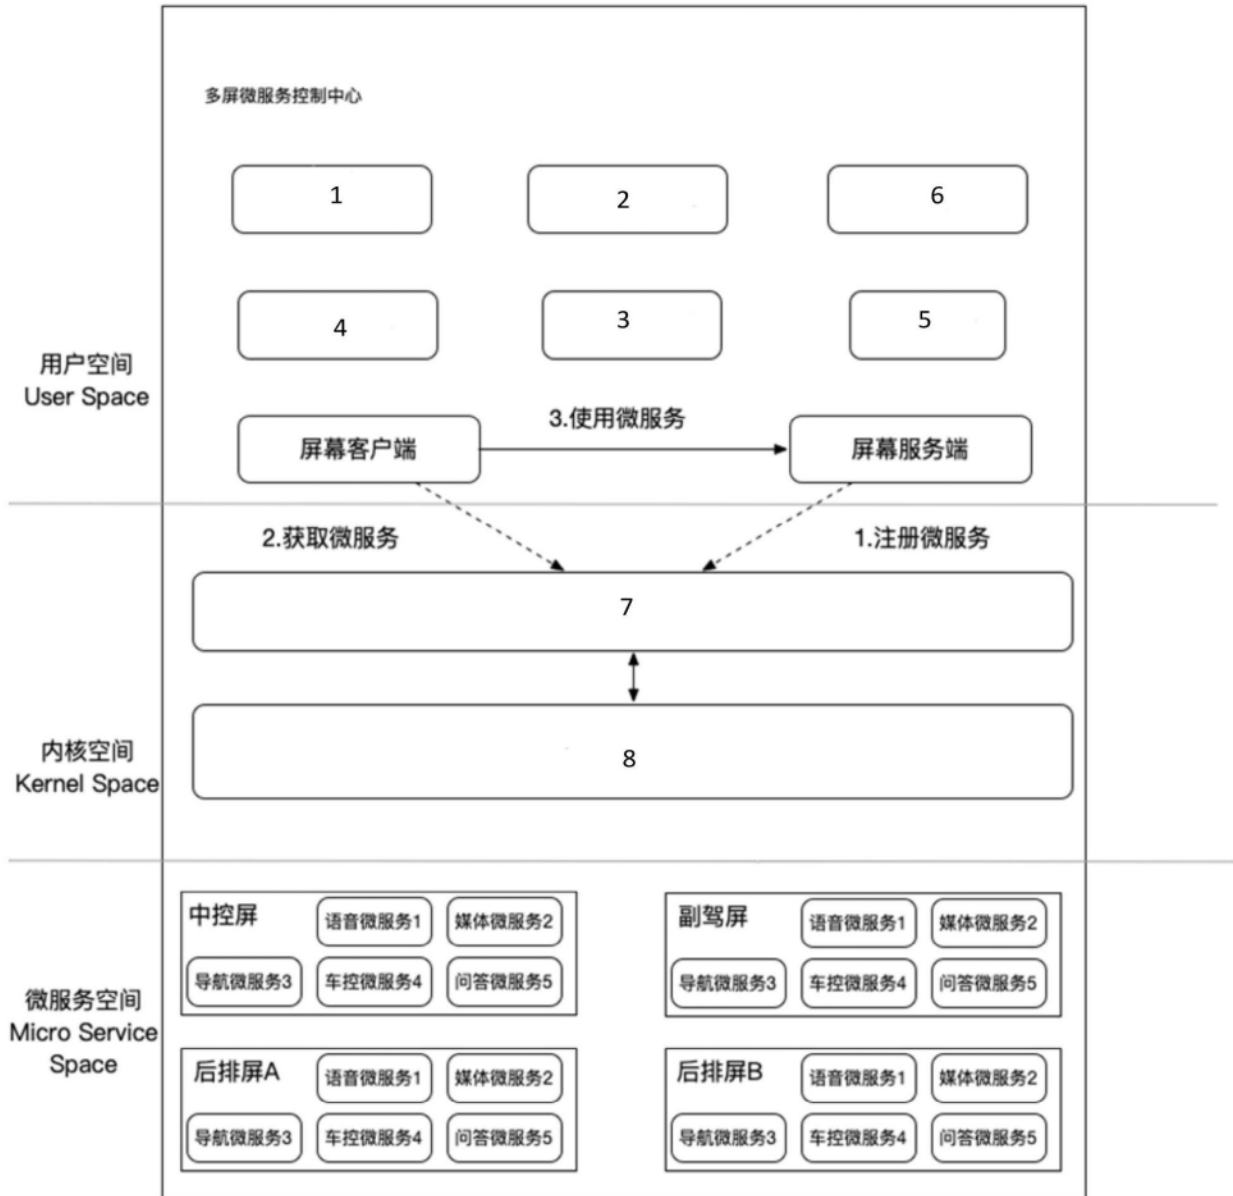 多屏微服务控制中心
1
2
6
4
3
5
用户空间
User Space
3.使用微服务
屏幕客户端
屏幕服务端
2.获取微服务
1.注册微服务
7
内核空间
Kernel Space
8
微服务空间
Micro Service
Space
中控屏
语音微服务1
媒体微服务2
导航微服务3
车控微服务4
问答微服务5
副驾屏
语音微服务1
媒体微服务2
导航微服务3
车控微服务4
问答微服务5
后排屏A
语音微服务1
媒体微服务2
导航微服务3
车控微服务4
问答微服务5
后排屏B
语音微服务1
媒体微服务2
导航微服务3
车控微服务4
问答微服务5